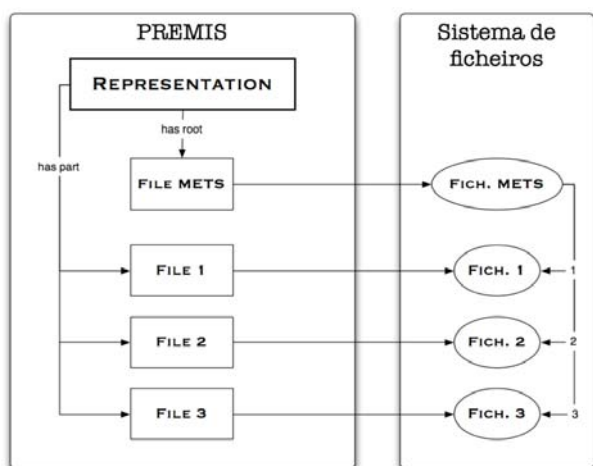 PREMIS
Sistema de
ficheiros
REPRESENTATION
has root
has part
FILE METS
FICH. METS
FILE 1
FICH. 1
1
FILE 2
FICH. 2
2
FILE 3
FICH. 3
3